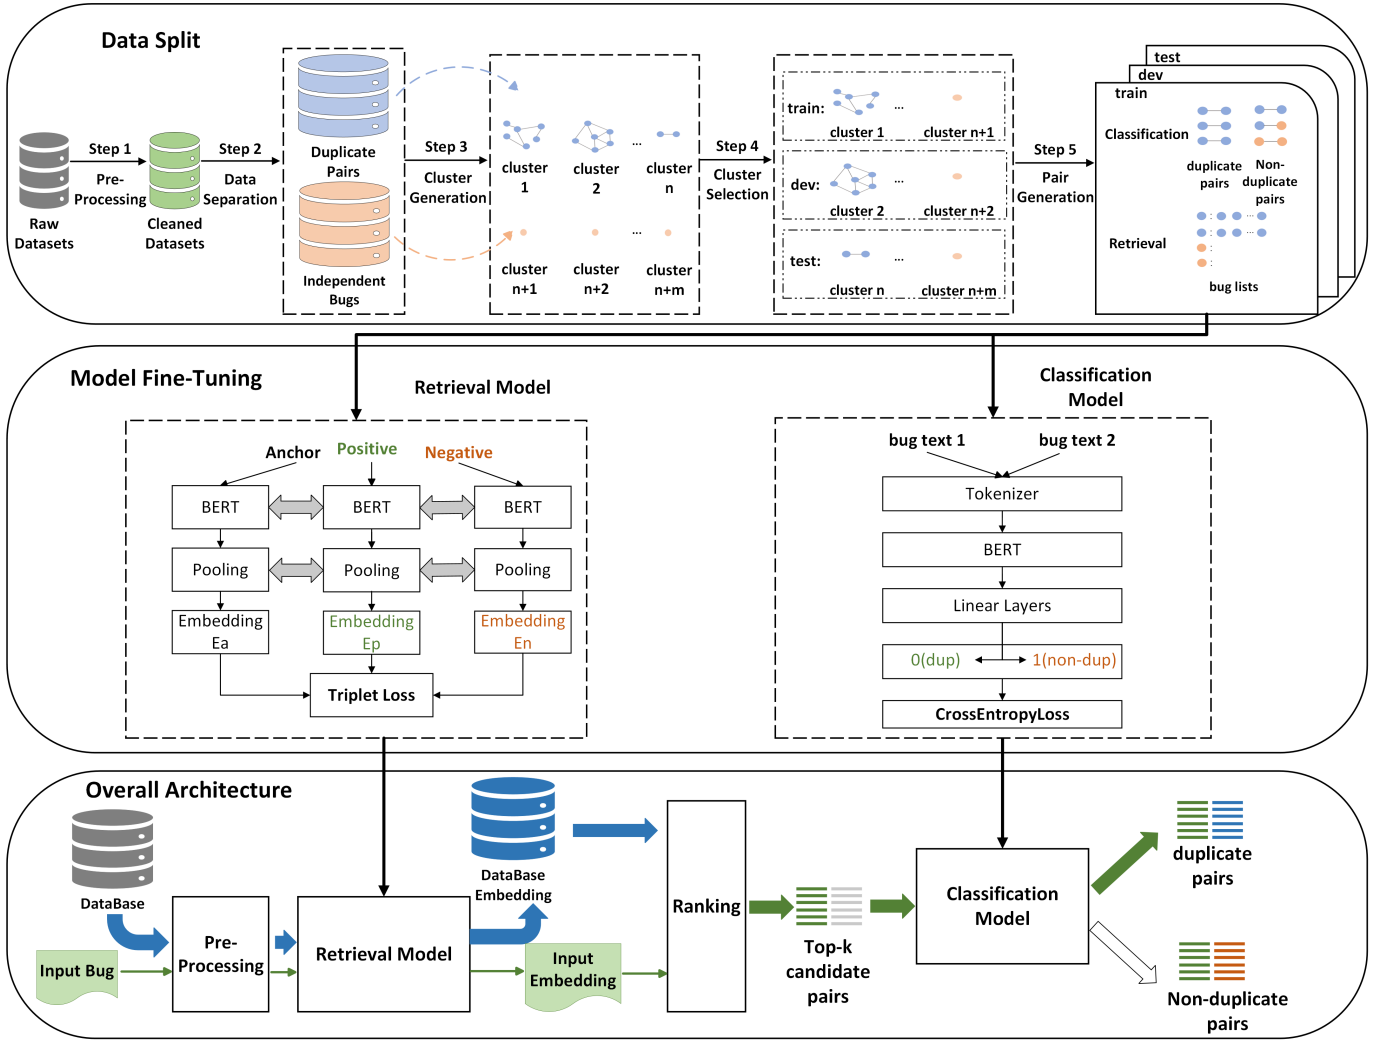 Data Split
Raw
Datasets
Step 1
Pre-
Processing
Cleaned
Datasets
Step 2
Data
Separation
Duplicate
Pairs
Independent
Bugs
Step 3
Cluster
Generation
cluster
1
cluster
2
...
cluster
n
cluster
n+1
cluster
n+2
...
cluster
n+m
Step 4
Cluster
Selection
train:
cluster 1
...
cluster n+1
dev:
cluster 2
...
cluster n+2
test:
cluster n
...
cluster n+m
Step 5
Pair
Generation
test
dev
train
Classification
duplicate
pairs
Non-
duplicate
pairs
Retrieval
: ...
: ...
:
:
bug lists
Model Fine-Tuning
Retrieval Model
Anchor
Positive
Negative
BERT
BERT
BERT
Pooling
Pooling
Pooling
Embedding
Ea
Embedding
Ep
Embedding
En
Triplet Loss
Classification
Model
bug text 1
bug text 2
Tokenizer
BERT
Linear Layers
0(dup)
1(non-dup)
CrossEntropyLoss
Overall Architecture
DataBase
Input Bug
Pre-
Processing
Retrieval Model
DataBase
Embedding
Input
Embedding
Ranking
Top-k
candidate
pairs
Classification
Model
duplicate
pairs
Non-duplicate
pairs